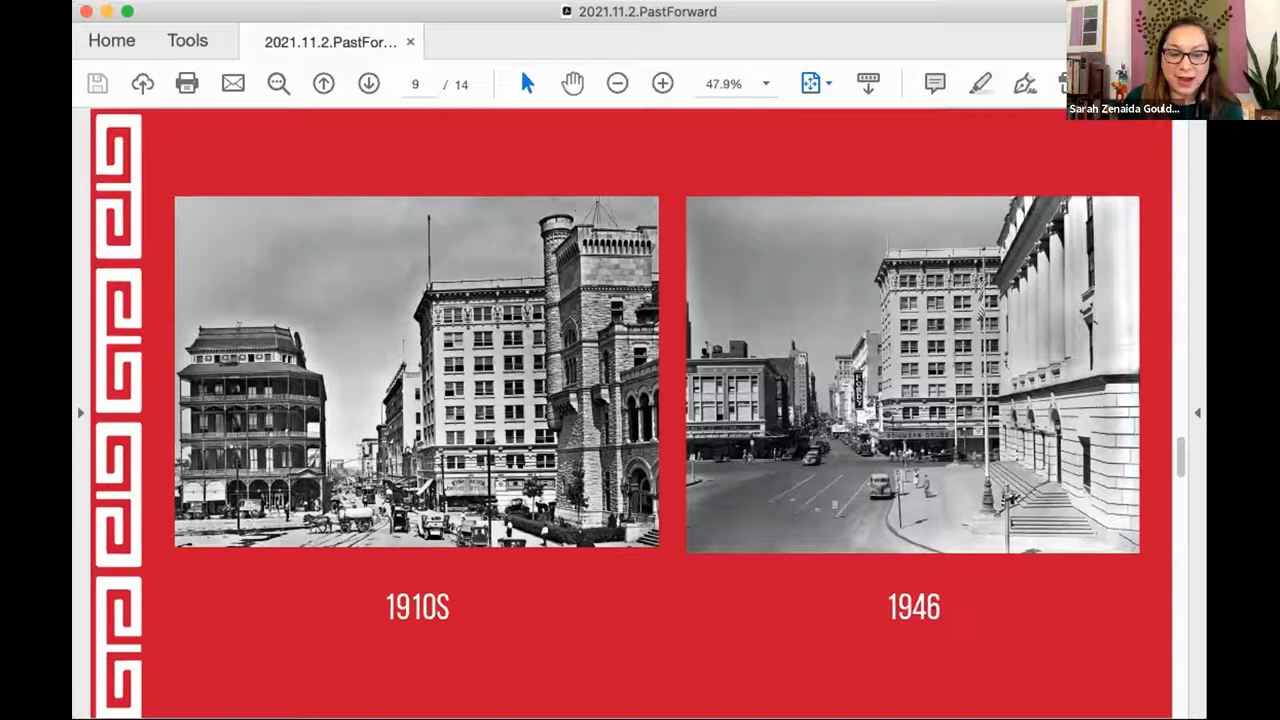 2021.11.2.PastForward
Home
Tools
2021.11.2.PastFor...
9 / 14
47.9%
Sarah Zenaida Gould...
1910S
1946